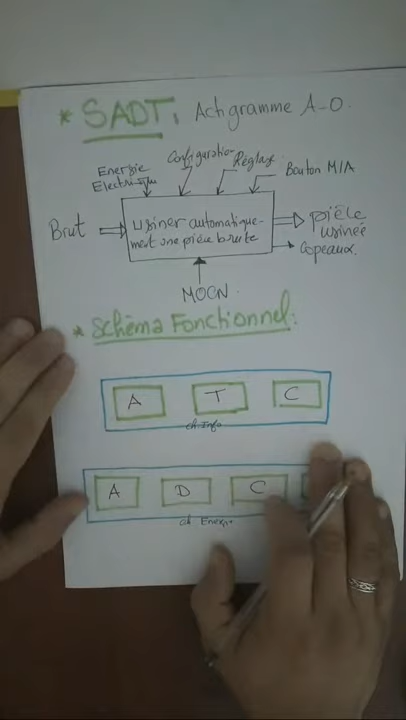 * SADT: Actigramme A-0.
Configuration
Réglage
Energie
Electrique
Bouton M/A
Brut
Usiner automatique-
ment une pièce brute
pièce
usinée
Copeaux.
MOCN
* Schèma Fonctionnel:
A T C
ch. Info
A D C
ch Energie